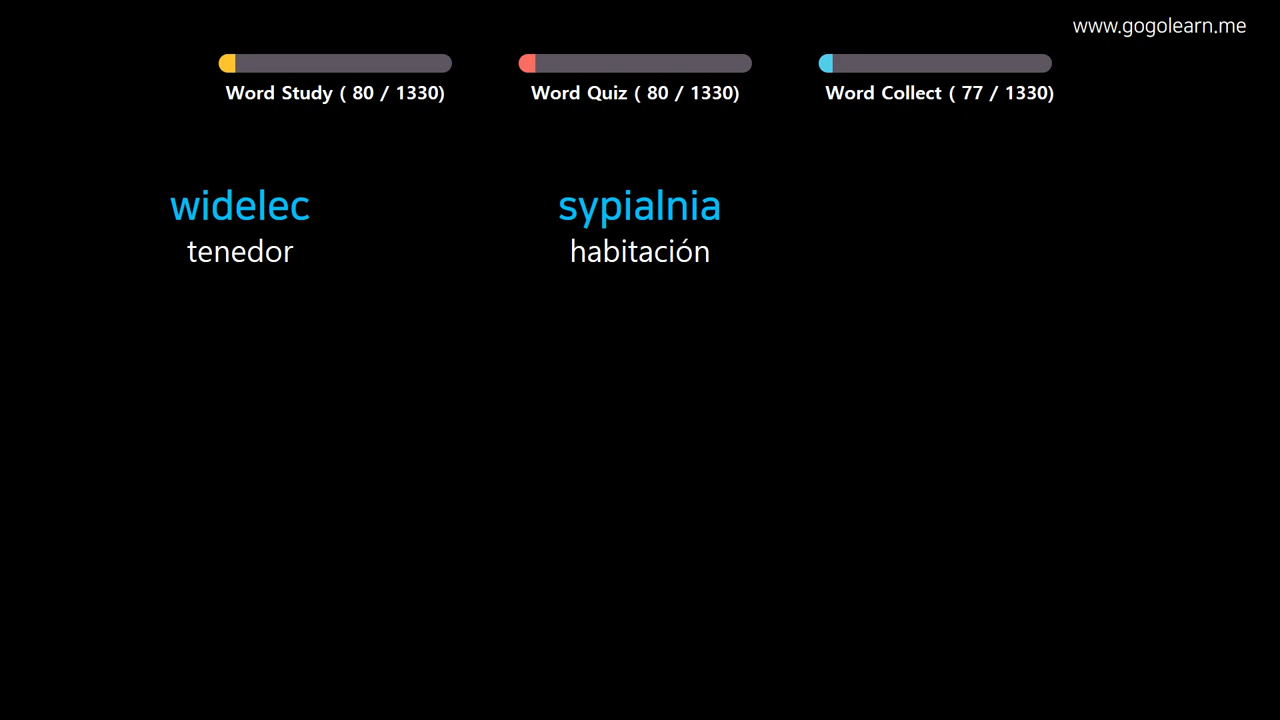 www.gogolearn.me
Word Study ( 80 / 1330)
Word Quiz ( 80 / 1330)
Word Collect ( 77 / 1330)
widelec
tenedor
sypialnia
habitación